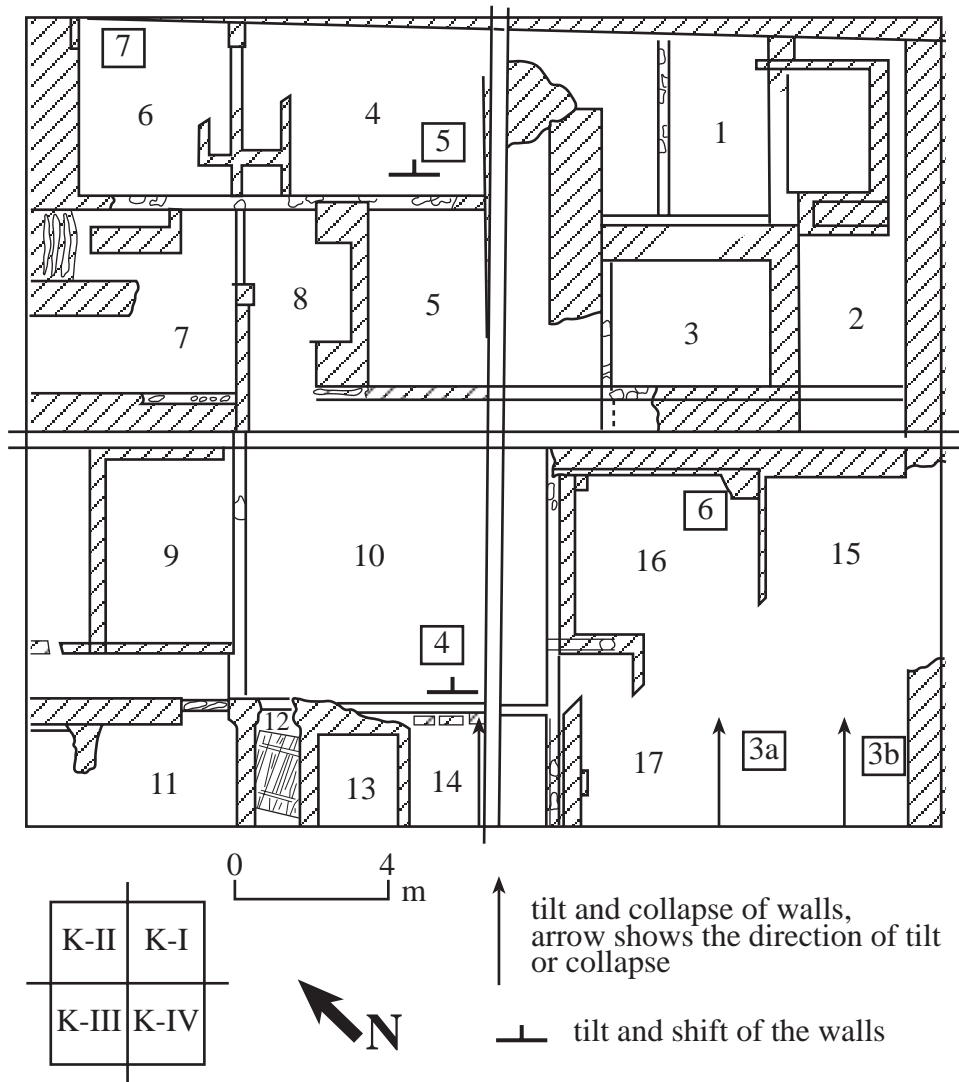 7
6
4
5
1
8
5
7
3
2
9
10
6
16
15
4
12
11
13
14
17
3a
3b
0 4
m
K-II K-I
K-III K-IV
N
tilt and collapse of walls,
arrow shows the direction of tilt
or collapse
tilt and shift of the walls